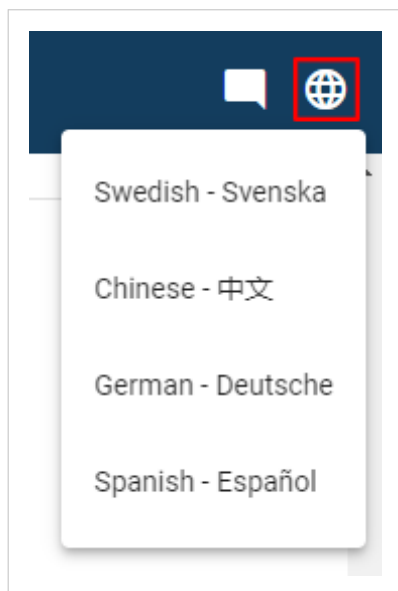 Swedish - Svenska
Chinese - 中文
German - Deutsche
Spanish - Español